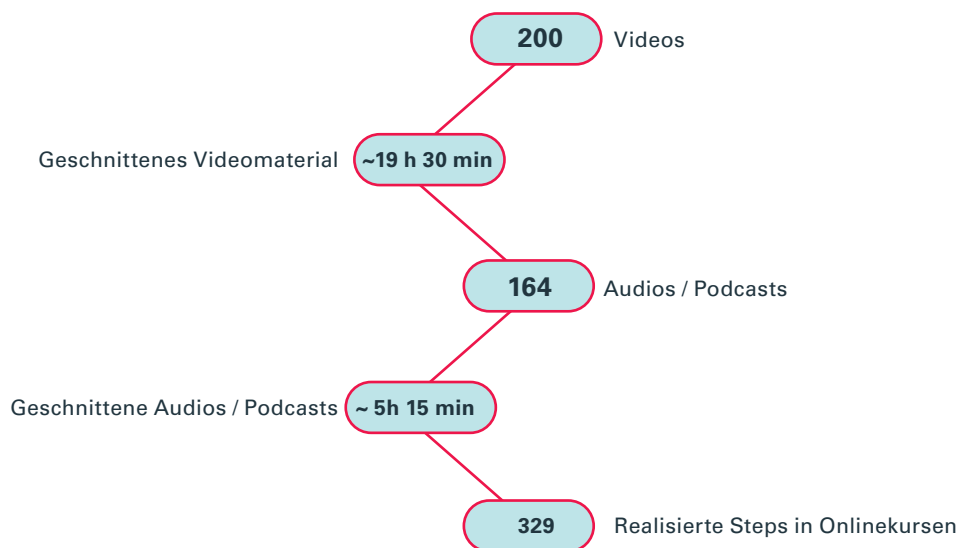 200 Videos
Geschnittenes Videomaterial ~19 h 30 min
164 Audios / Podcasts
Geschnittene Audios / Podcasts ~ 5h 15 min
329 Realisierte Steps in Onlinekursen